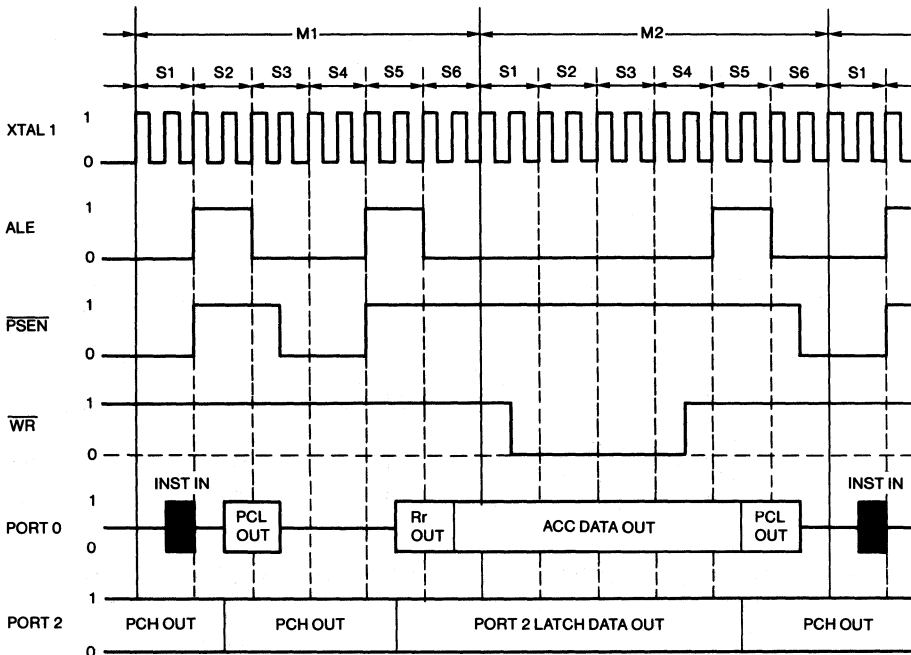 M1 M2
S1 S2 S3 S4 S5 S6 S1 S2 S3 S4 S5 S6 S1
XTAL 1 1 0
ALE 1 0
PSEN 1 0
WR 1 0
INST IN INST IN
PORT 0 1 0 PCL OUT Rr OUT ACC DATA OUT PCL OUT
PORT 2 1 0 PCH OUT PCH OUT PORT 2 LATCH DATA OUT PCH OUT